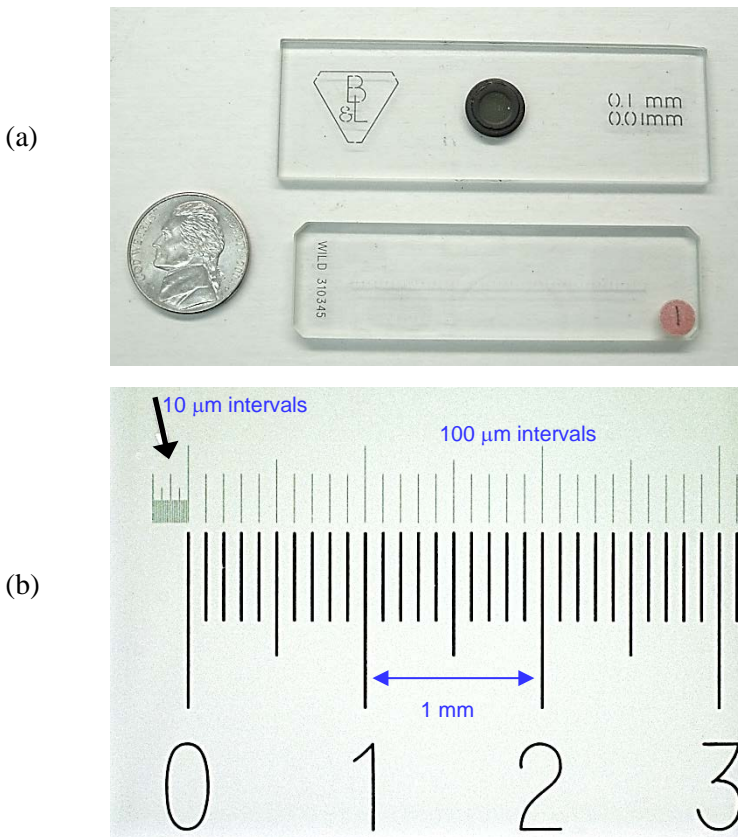 (a)
B
&L
0.1 mm
0.01mm
WILD 310345
1
10 μm intervals
100 μm intervals
(b)
1 mm
0 1 2 3